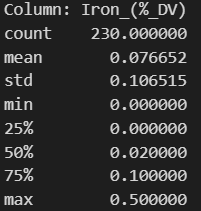 Column: Iron_(%_DV)
count 230.000000
mean 0.076652
std 0.106515
min 0.000000
25% 0.000000
50% 0.020000
75% 0.100000
max 0.500000